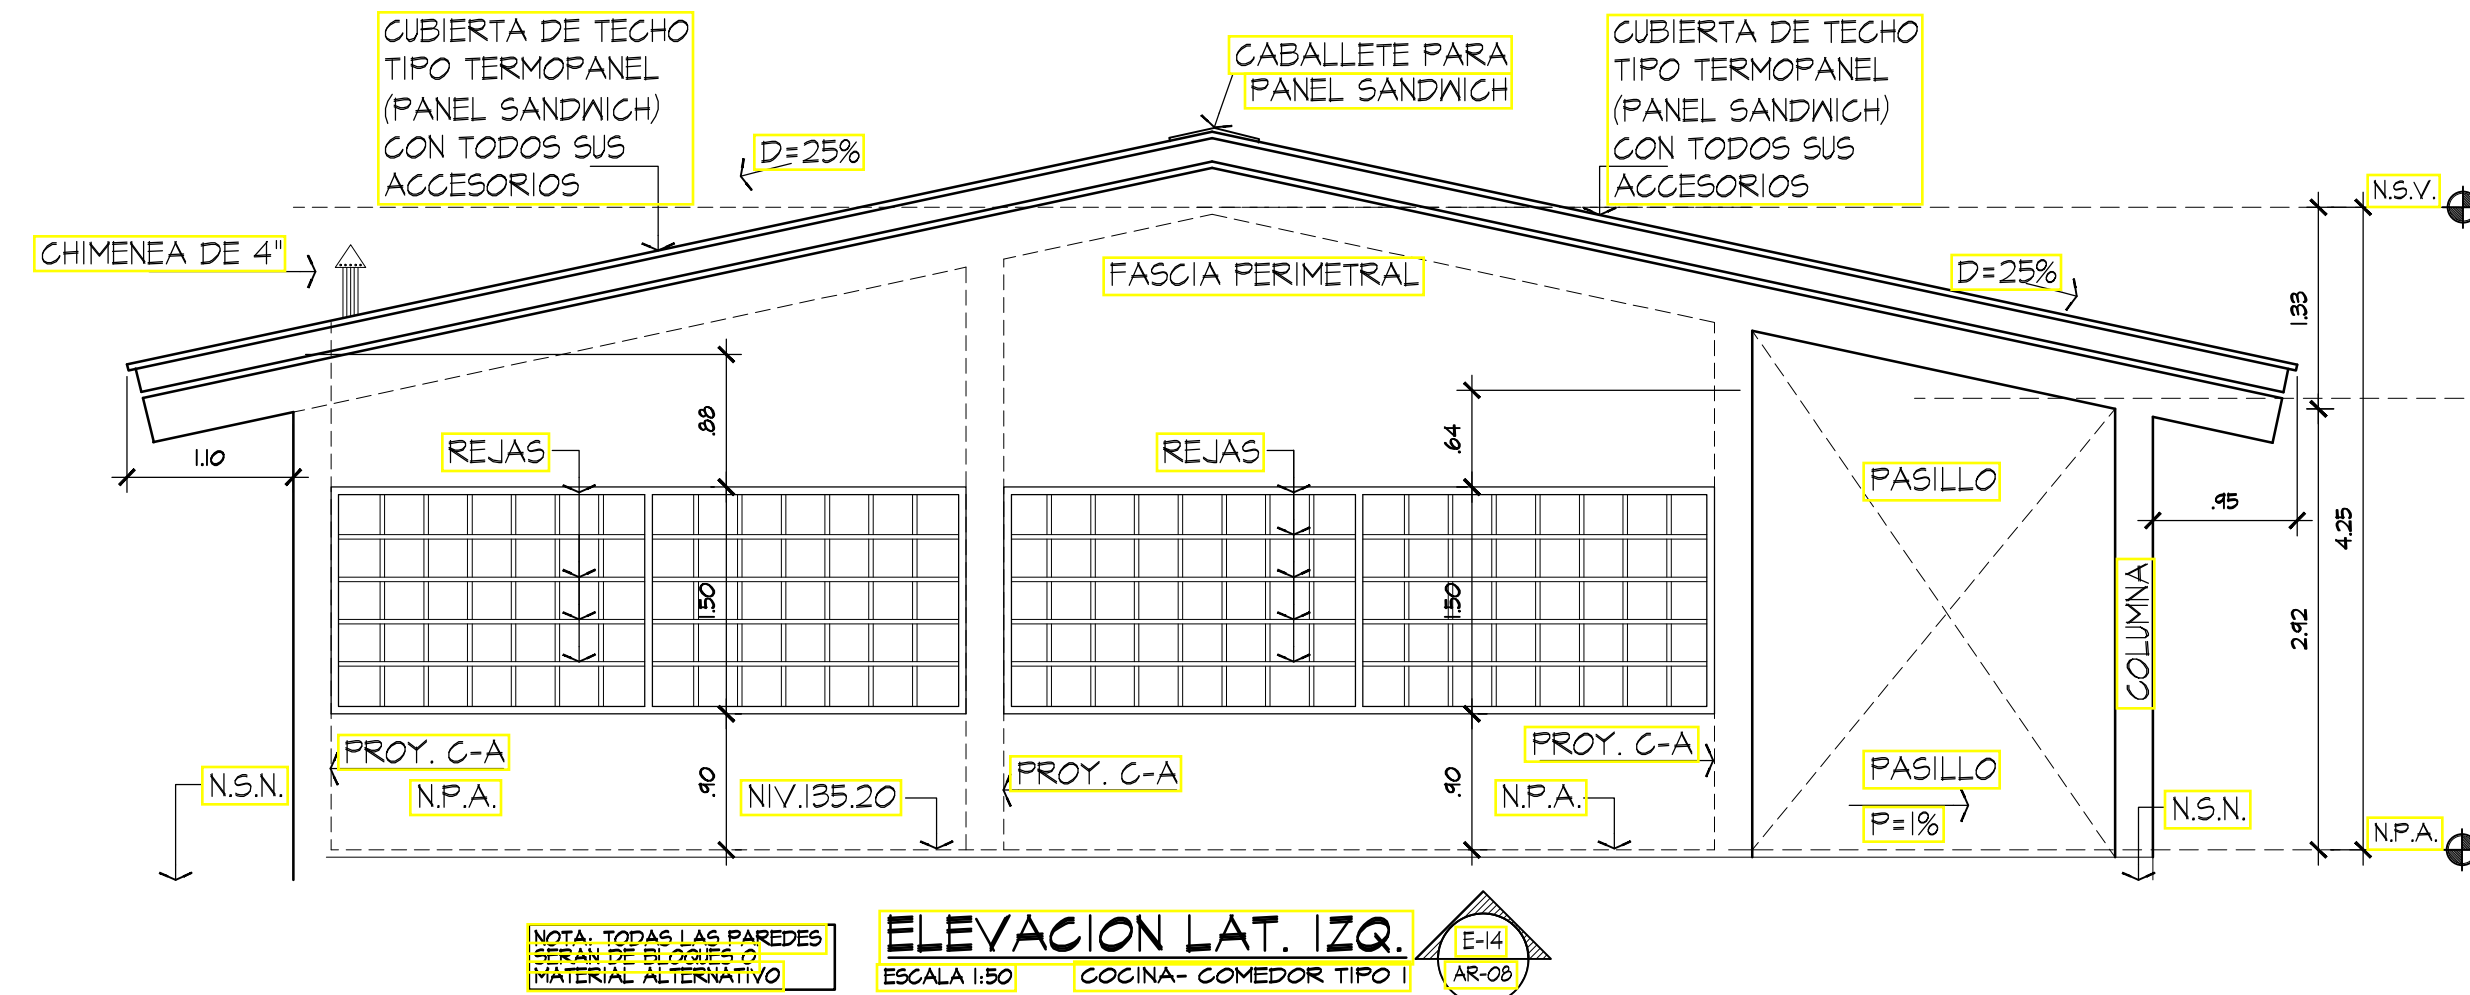 CUBIERTA DE TECHO
TIPO TERMOPANEL
(PANEL SANDWICH)
CON TODOS SUS
ACCESORIOS
CABALLETE PARA
PANEL SANDWICH
CUBIERTA DE TECHO
TIPO TERMOPANEL
(PANEL SANDWICH)
CON TODOS SUS
ACCESORIOS
D=25%
N.S.V.
CHIMENEA DE 4"
FASCIA PERIMETRAL
D=25%
1.33
.88
.64
REJAS
REJAS
1.10
PASILLO
.95
4.25
1.50
1.50
COLUMNA
2.92
PROY. C-A
PROY. C-A
PROY. C-A
PASILLO
N.S.N.
N.P.A.
.90
NIV.135.20
.90
N.P.A.
P=1%
N.S.N.
N.P.A.
NOTA: TODAS LAS PAREDES
SERAN DE BLOQUES O
MATERIAL ALTERNATIVO
ELEVACION LAT. IZQ.
ESCALA 1:50
COCINA- COMEDOR TIPO 1
E-14
AR-08